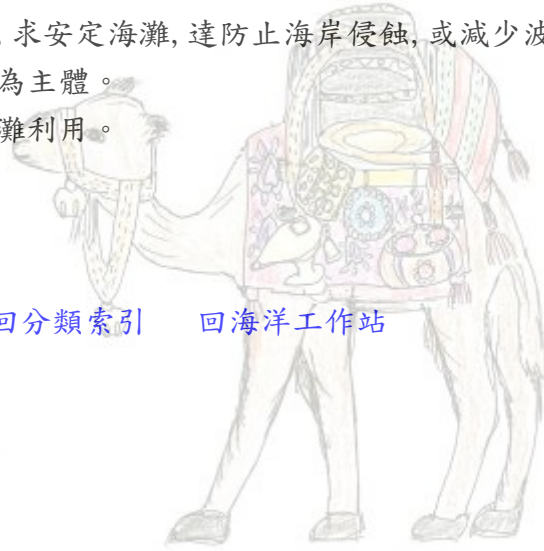 求安定海灘, 達防止海岸侵蝕, 或減少波
為主體。
灘利用。
回分類索引 回海洋工作站